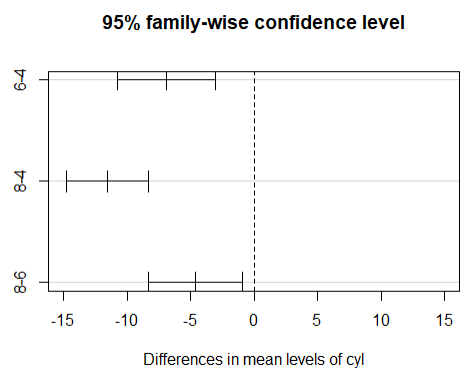 95% family-wise confidence level
6-4
8-4
8-6
-15 -10 -5 0 5 10 15
Differences in mean levels of cyl